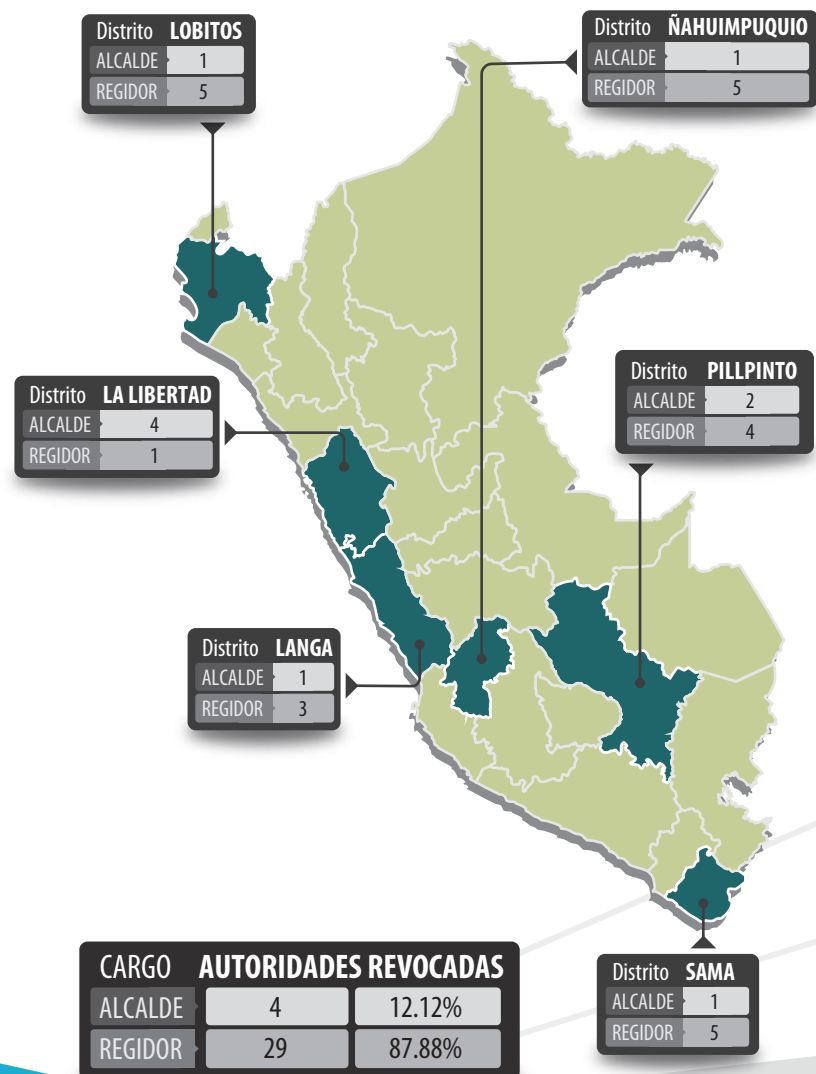 Distrito LOBITOS
ALCALDE 1
REGIDOR 5
Distrito ÑAHUIMPUQUIO
ALCALDE 1
REGIDOR 5
Distrito PILLPINTO
ALCALDE 2
REGIDOR 4
Distrito LA LIBERTAD
ALCALDE 4
REGIDOR 1
Distrito LANGA
ALCALDE 1
REGIDOR 3
Distrito SAMA
ALCALDE 1
REGIDOR 5
CARGO AUTORIDADES REVOCADAS
ALCALDE 4 12.12%
REGIDOR 29 87.88%